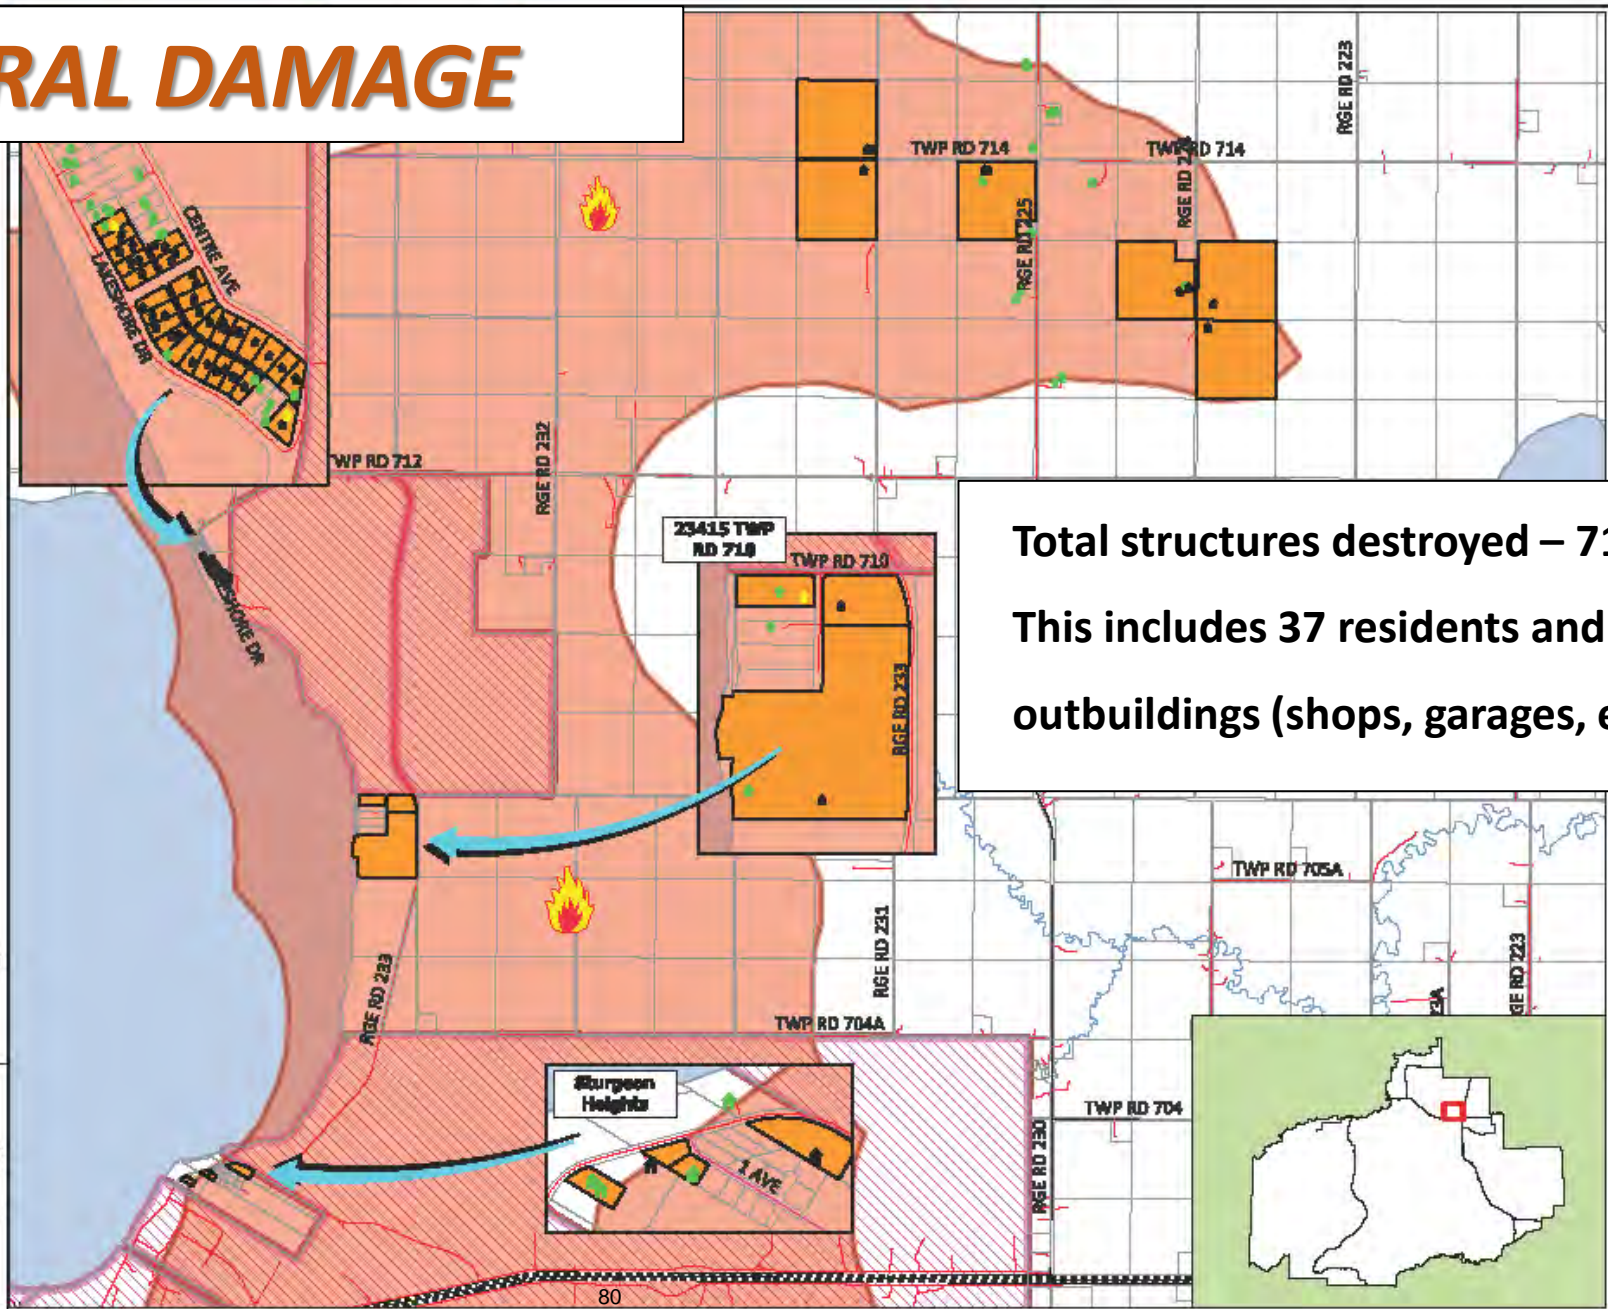 RAL DAMAGE
RGE RD 223
TWP RD 714
TWP RD 714
RGE RD 225
CENTRE AVE
LAKESHORE DR
WP RD 712
RGE RD 232
23415 TWP
RD 710
TWP RD 710
RGE RD 233
SHORE DR
Total structures destroyed – 71
This includes 37 residents and
outbuildings (shops, garages, e
TWP RD 705A
RGE RD 231
RGE RD 233
RGE RD 223
TWP RD 704A
Sturgeon
Heights
1 AVE
TWP RD 704
RGE RD 230
80